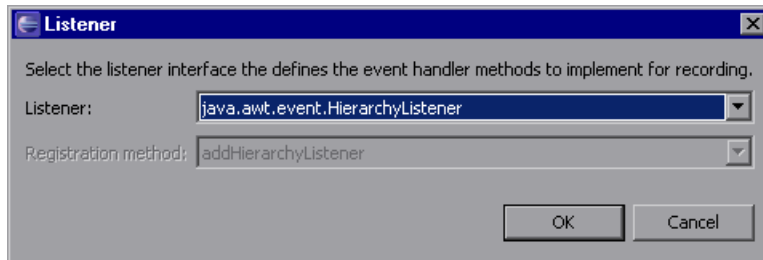 Listener
Select the listener interface the defines the event handler methods to implement for recording.
Listener: java.awt.event.HierarchyListener
Registration method: addHierarchyListener
OK Cancel